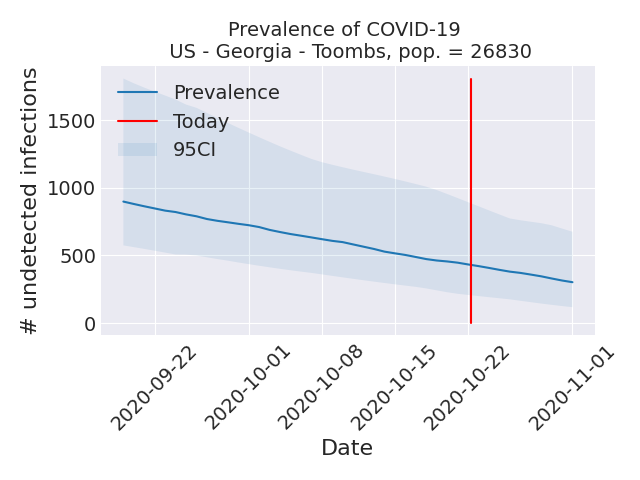 Prevalence of COVID-19
US - Georgia - Toombs, pop. = 26830
# undetected infections
1500
1000
500
0
Prevalence
Today
95CI
2020-09-22
2020-10-01
2020-10-08
2020-10-15
2020-10-22
2020-11-01
Date